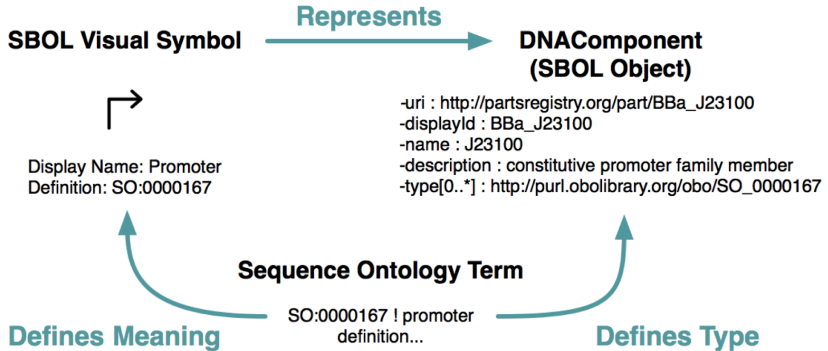 Represents
SBOL Visual Symbol
DNAComponent
(SBOL Object)
Display Name: Promoter
Definition: SO:0000167
-uri : http://partsregistry.org/part/BBa_J23100
-displayId : BBa_J23100
-name : J23100
-description : constitutive promoter family member
-type[0..*] : http://purl.obolibrary.org/obo/SO_0000167
Sequence Ontology Term
SO:0000167 ! promoter
definition...
Defines Meaning
Defines Type